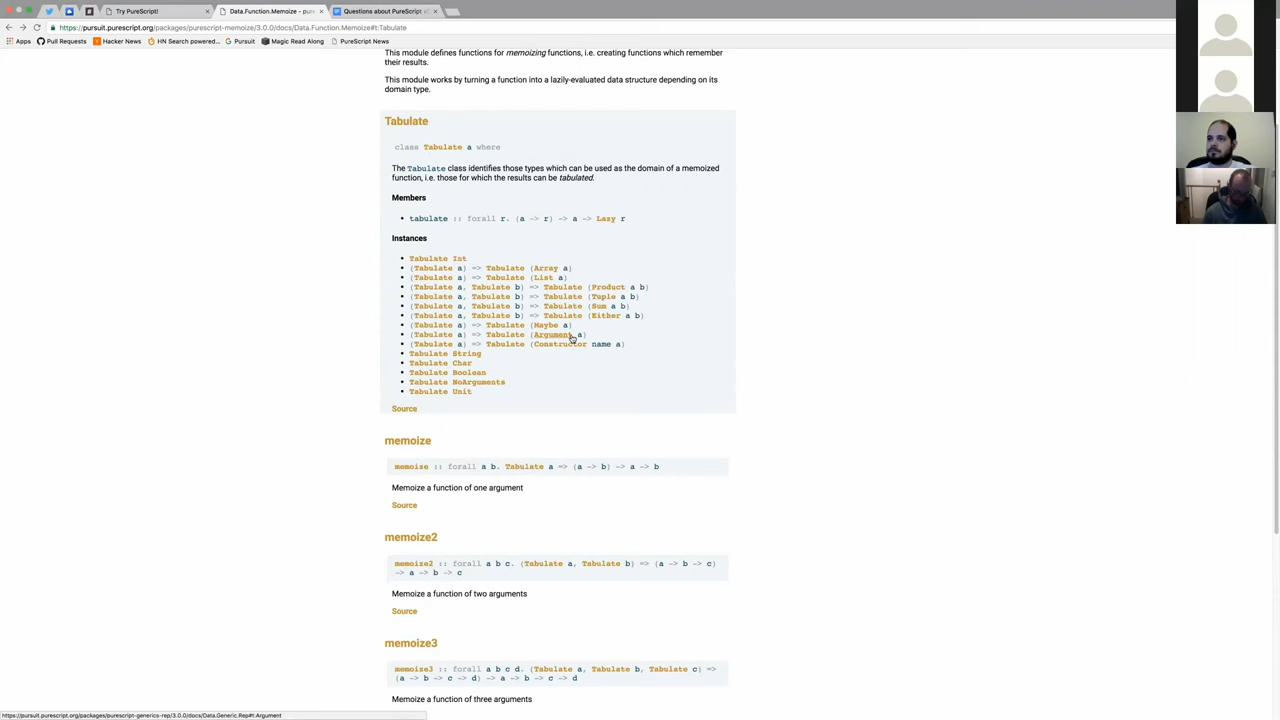 Try PureScript!
Data.Function.Memoize - pure
Questions about PureScript v0
https://pursuit.purescript.org/packages/purescript-memoize/3.0.0/docs/Data.Function.Memoize#t:Tabulate
Apps
Pull Requests
Hacker News
HN Search powered...
Pursuit
Magic Read Along
PureScript News
This module defines functions for memoizing functions, i.e. creating functions which remember
their results.
This module works by turning a function into a lazily-evaluated data structure depending on its
domain type.
Tabulate
class Tabulate a where
The Tabulate class identifies those types which can be used as the domain of a memoized
function, i.e. those for which the results can be tabulated.
Members
• tabulate :: forall r. (a -> r) -> a -> Lazy r
Instances
• Tabulate Int
• (Tabulate a) => Tabulate (Array a)
• (Tabulate a) => Tabulate (List a)
• (Tabulate a, Tabulate b) => Tabulate (Product a b)
• (Tabulate a, Tabulate b) => Tabulate (Tuple a b)
• (Tabulate a, Tabulate b) => Tabulate (Sum a b)
• (Tabulate a, Tabulate b) => Tabulate (Either a b)
• (Tabulate a) => Tabulate (Maybe a)
• (Tabulate a) => Tabulate (Argument a)
• (Tabulate a) => Tabulate (Constructor name a)
• Tabulate String
• Tabulate Char
• Tabulate Boolean
• Tabulate NoArguments
• Tabulate Unit
Source
memoize
memoize :: forall a b. Tabulate a => (a -> b) -> a -> b
Memoize a function of one argument
Source
memoize2
memoize2 :: forall a b c. (Tabulate a, Tabulate b) => (a -> b -> c)
-> a -> b -> c
Memoize a function of two arguments
Source
memoize3
memoize3 :: forall a b c d. (Tabulate a, Tabulate b, Tabulate c) =>
(a -> b -> c -> d) -> a -> b -> c -> d
Memoize a function of three arguments
https://pursuit.purescript.org/packages/purescript-generics-rep/3.0.0/docs/Data.Generic.Rep#t:Argument